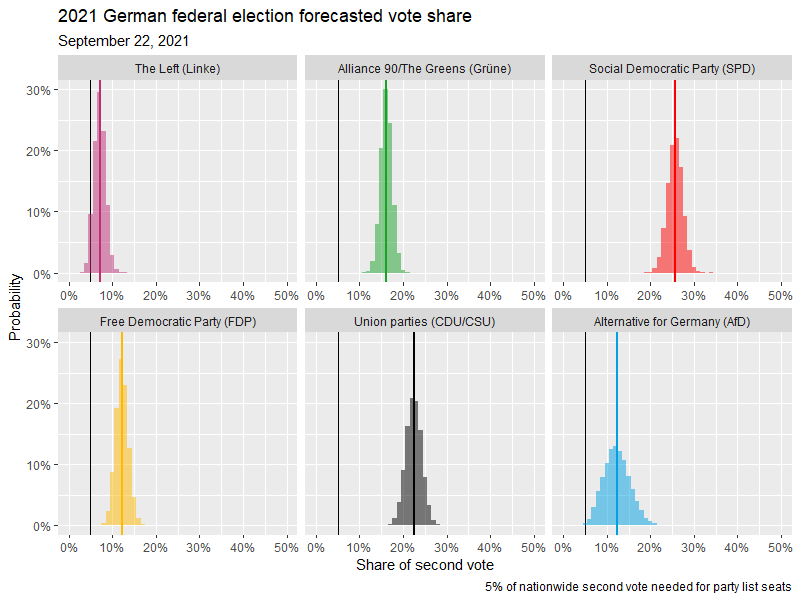 2021 German federal election forecasted vote share
September 22, 2021
The Left (Linke) Alliance 90/The Greens (Grüne) Social Democratic Party (SPD)
30%
20%
10%
0%
0% 10% 20% 30% 40% 50% 0% 10% 20% 30% 40% 50% 0% 10% 20% 30% 40% 50%
Probability
Free Democratic Party (FDP) Union parties (CDU/CSU) Alternative for Germany (AfD)
30%
20%
10%
0%
0% 10% 20% 30% 40% 50% 0% 10% 20% 30% 40% 50% 0% 10% 20% 30% 40% 50%
Share of second vote
5% of nationwide second vote needed for party list seats